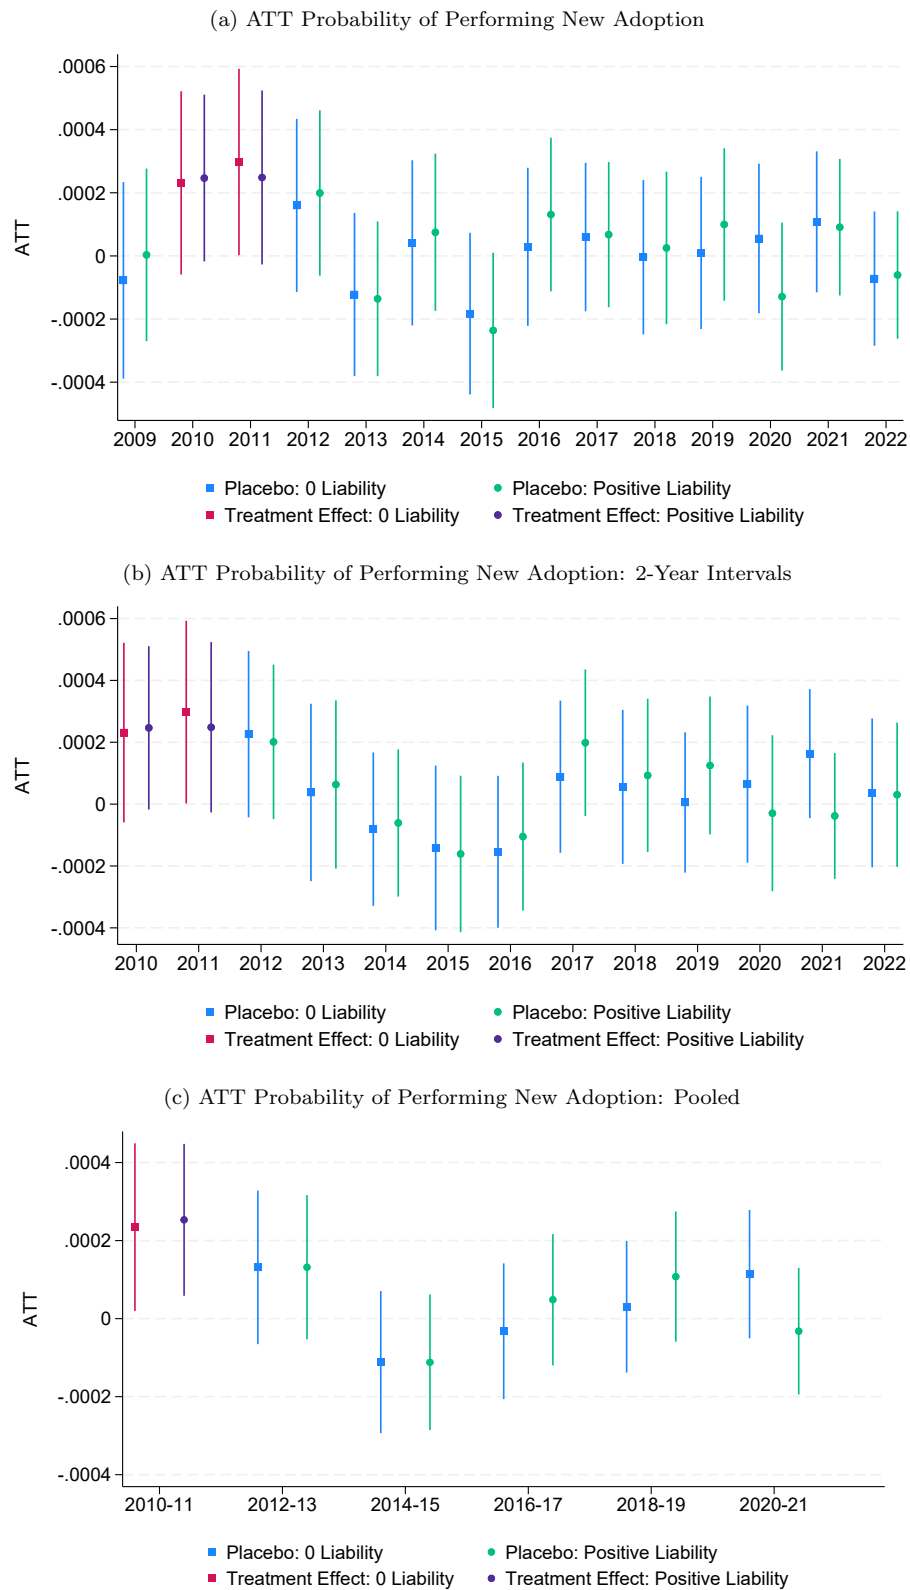 (a) ATT Probability of Performing New Adoption
.0006
.0004
.0002
0
-.0002
-.0004
ATT
2009 2010 2011 2012 2013 2014 2015 2016 2017 2018 2019 2020 2021 2022
Placebo: 0 Liability Placebo: Positive Liability
Treatment Effect: 0 Liability Treatment Effect: Positive Liability
(b) ATT Probability of Performing New Adoption: 2-Year Intervals
.0006
.0004
.0002
0
-.0002
-.0004
ATT
2010 2011 2012 2013 2014 2015 2016 2017 2018 2019 2020 2021 2022
Placebo: 0 Liability Placebo: Positive Liability
Treatment Effect: 0 Liability Treatment Effect: Positive Liability
(c) ATT Probability of Performing New Adoption: Pooled
.0004
.0002
0
-.0002
-.0004
ATT
2010-11 2012-13 2014-15 2016-17 2018-19 2020-21
Placebo: 0 Liability Placebo: Positive Liability
Treatment Effect: 0 Liability Treatment Effect: Positive Liability